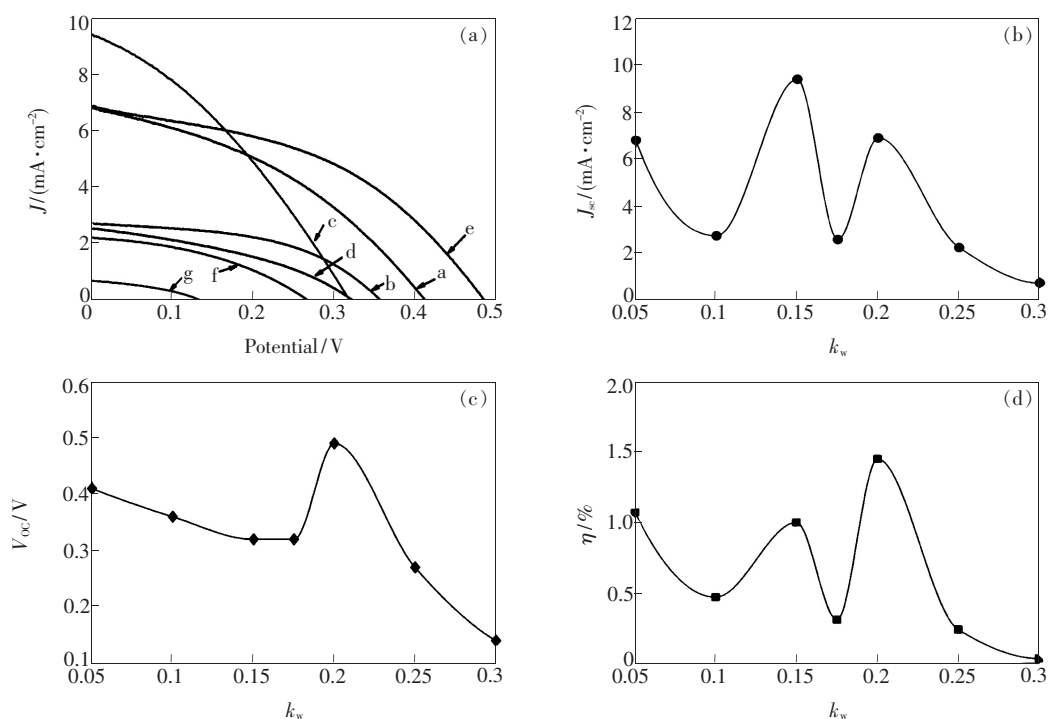 (a)
10
8
6
4
2
0
J/(mA·cm⁻²)
a
b
c
d
e
f
g
0 0.1 0.2 0.3 0.4 0.5
Potential/V
(b)
12
10
8
6
4
2
0
Jsc/(mA·cm⁻²)
0.05 0.1 0.15 0.2 0.25 0.3
kw
(c)
0.6
0.5
0.4
0.3
0.2
0.1
VOC/V
0.05 0.1 0.15 0.2 0.25 0.3
kw
(d)
2.0
1.5
1.0
0.5
0
η/%
0.05 0.1 0.15 0.2 0.25 0.3
kw